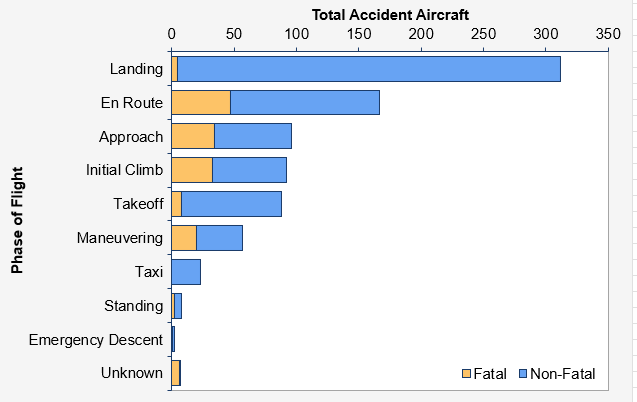 Total Accident Aircraft
0 50 100 150 200 250 300 350
Phase of Flight
Landing
En Route
Approach
Initial Climb
Takeoff
Maneuvering
Taxi
Standing
Emergency Descent
Unknown
Fatal Non-Fatal